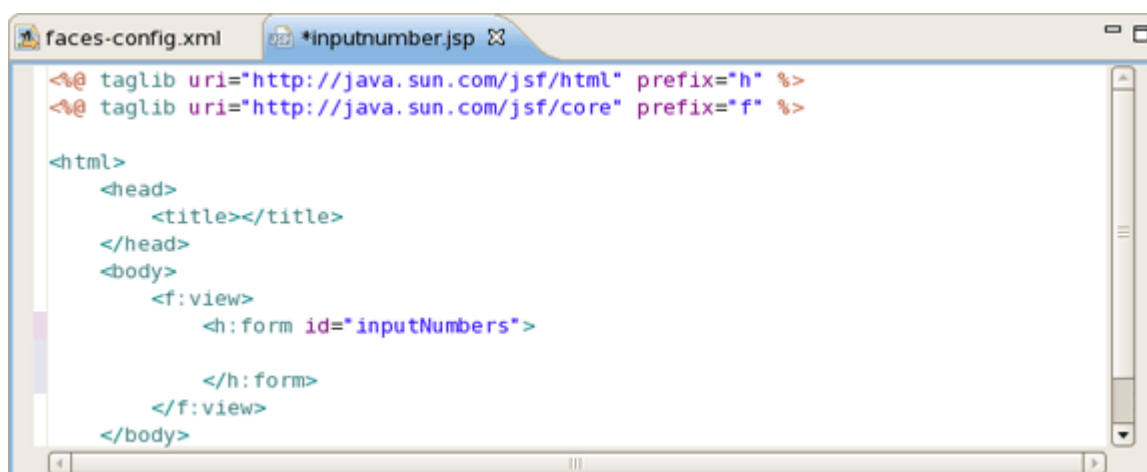 faces-config.xml
*inputnumber.jsp
<%@ taglib uri="http://java.sun.com/jsf/html" prefix="h" %>
<%@ taglib uri="http://java.sun.com/jsf/core" prefix="f" %>
<html>
<head>
<title></title>
</head>
<body>
<f:view>
<h:form id="inputNumbers">
</h:form>
</f:view>
</body>